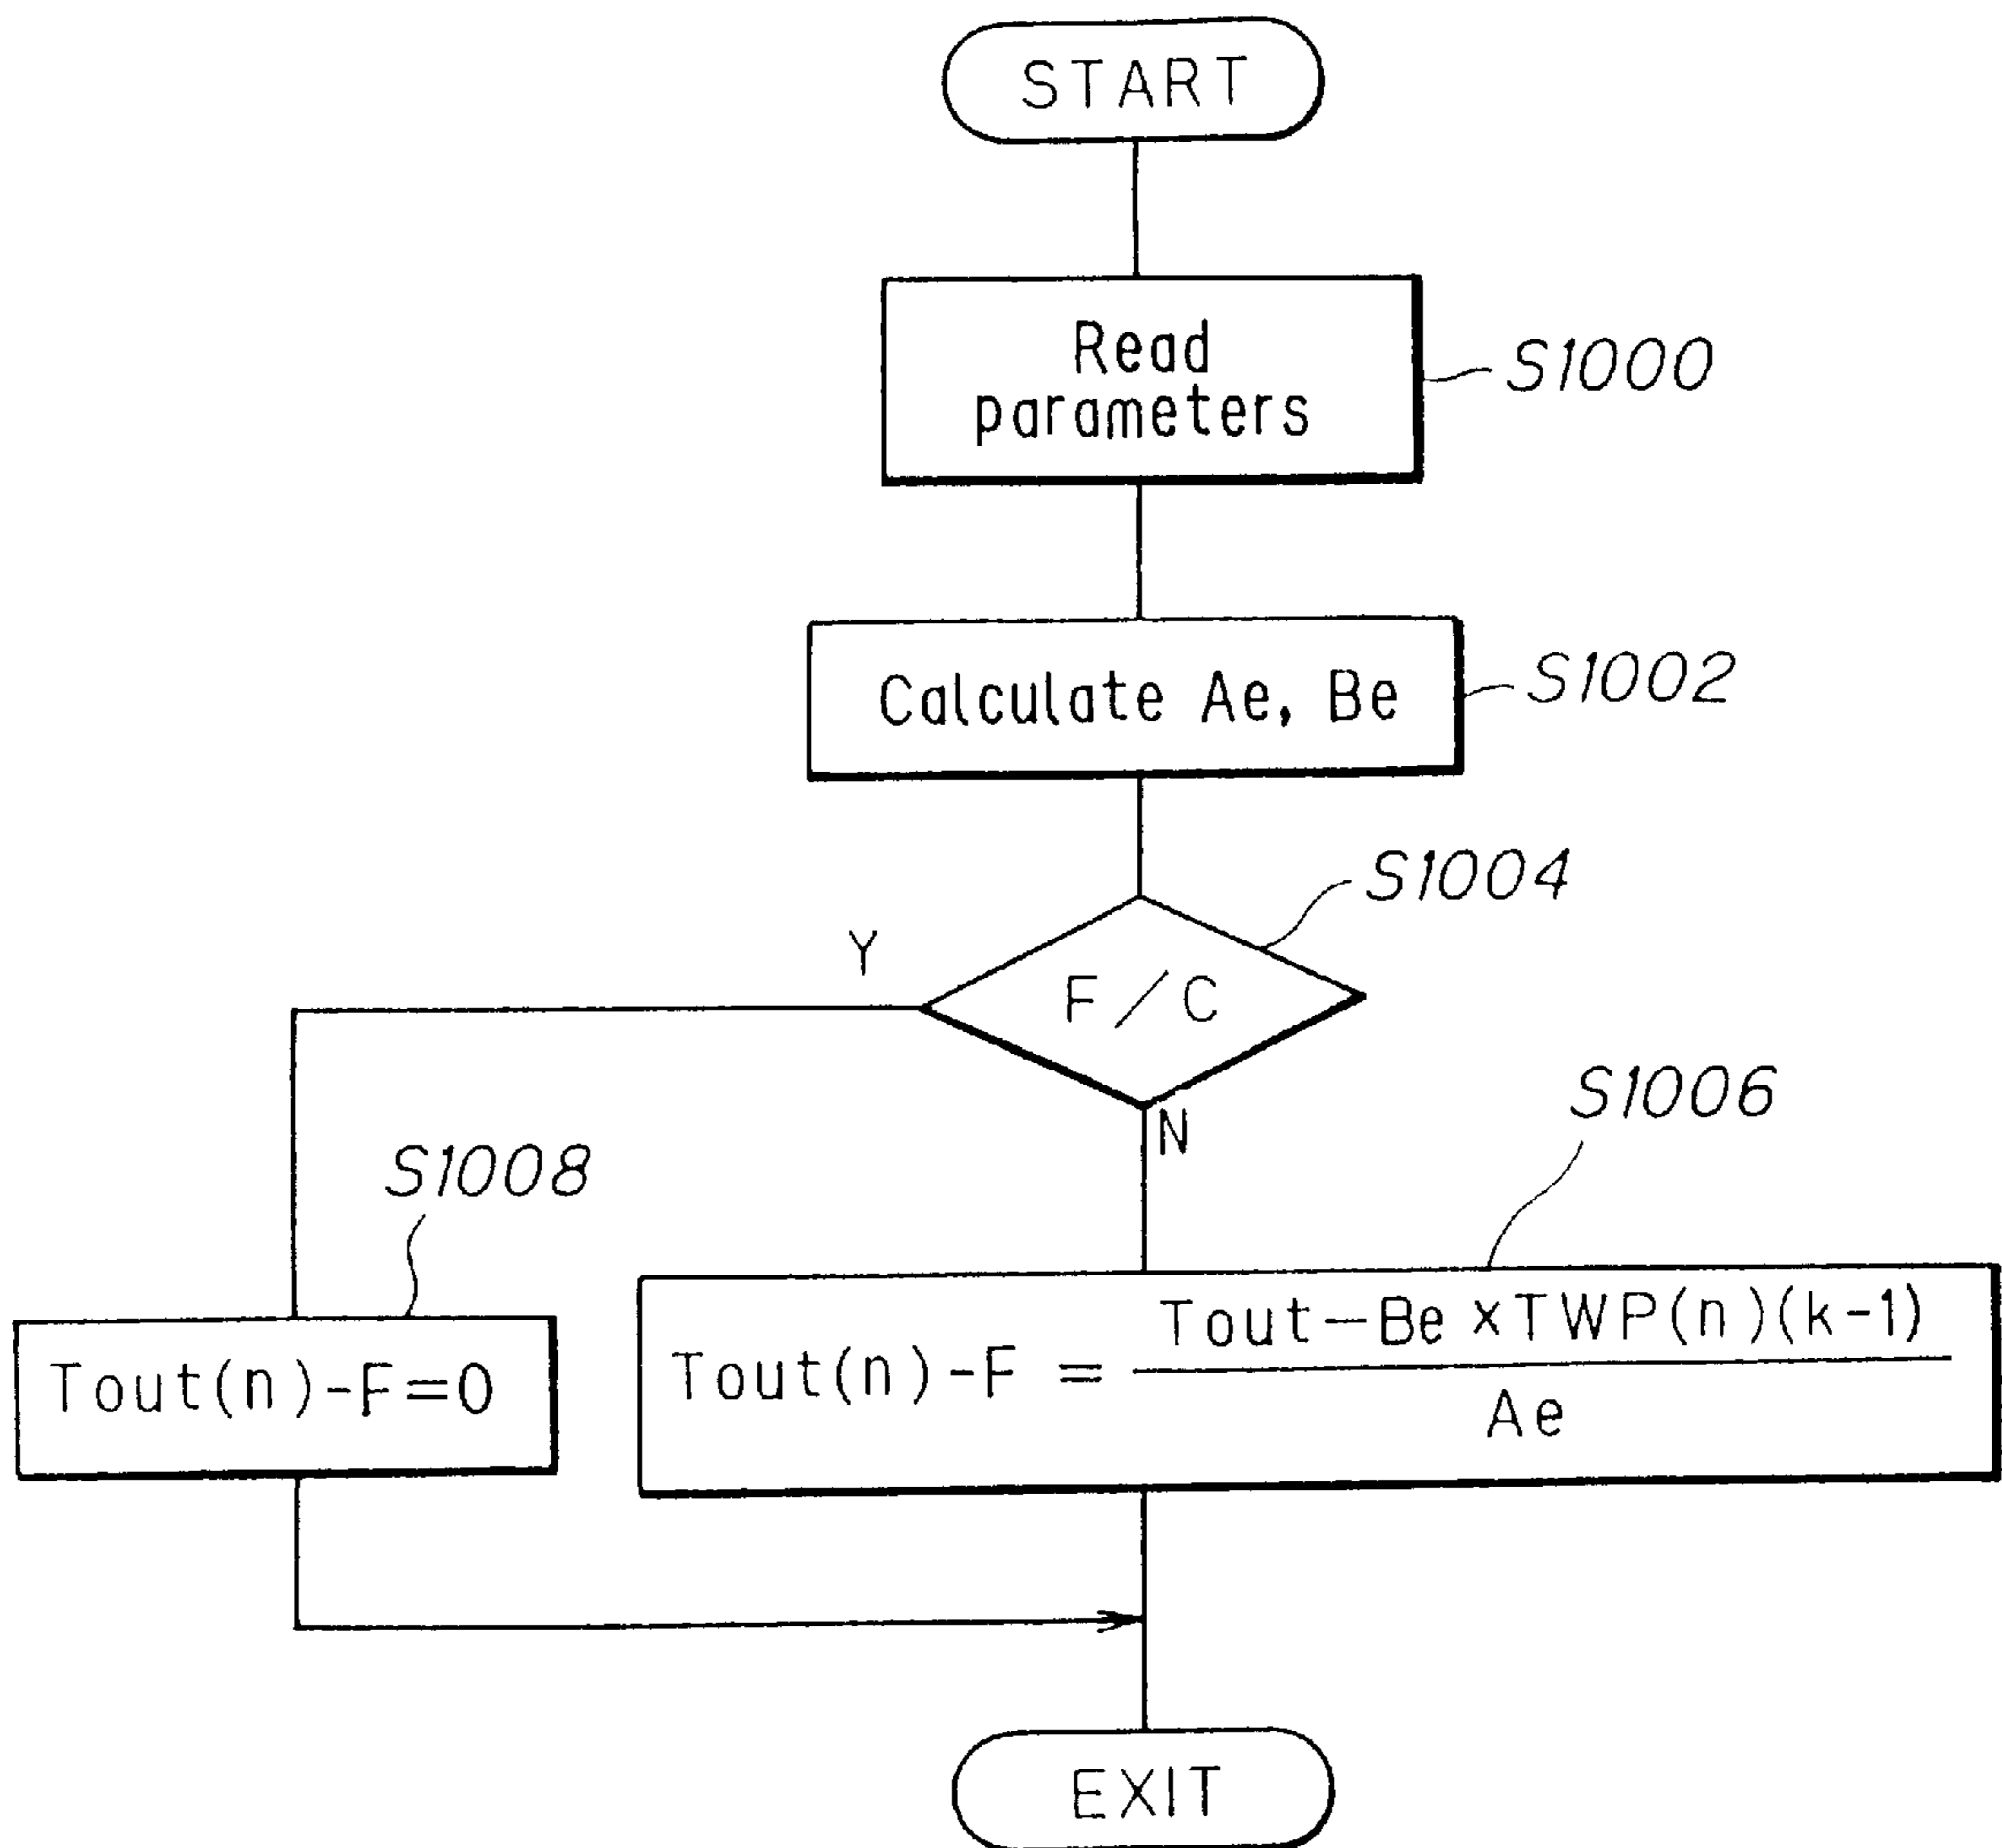 START
Read
parameters
S1000
Calculate Ae, Be
S1002
S1004
F/C
Y
N
S1006
S1008
Tout(n)-F=0
Tout(n)-F = Tout-Be×TWP(n)(k-1)
Ae
EXIT